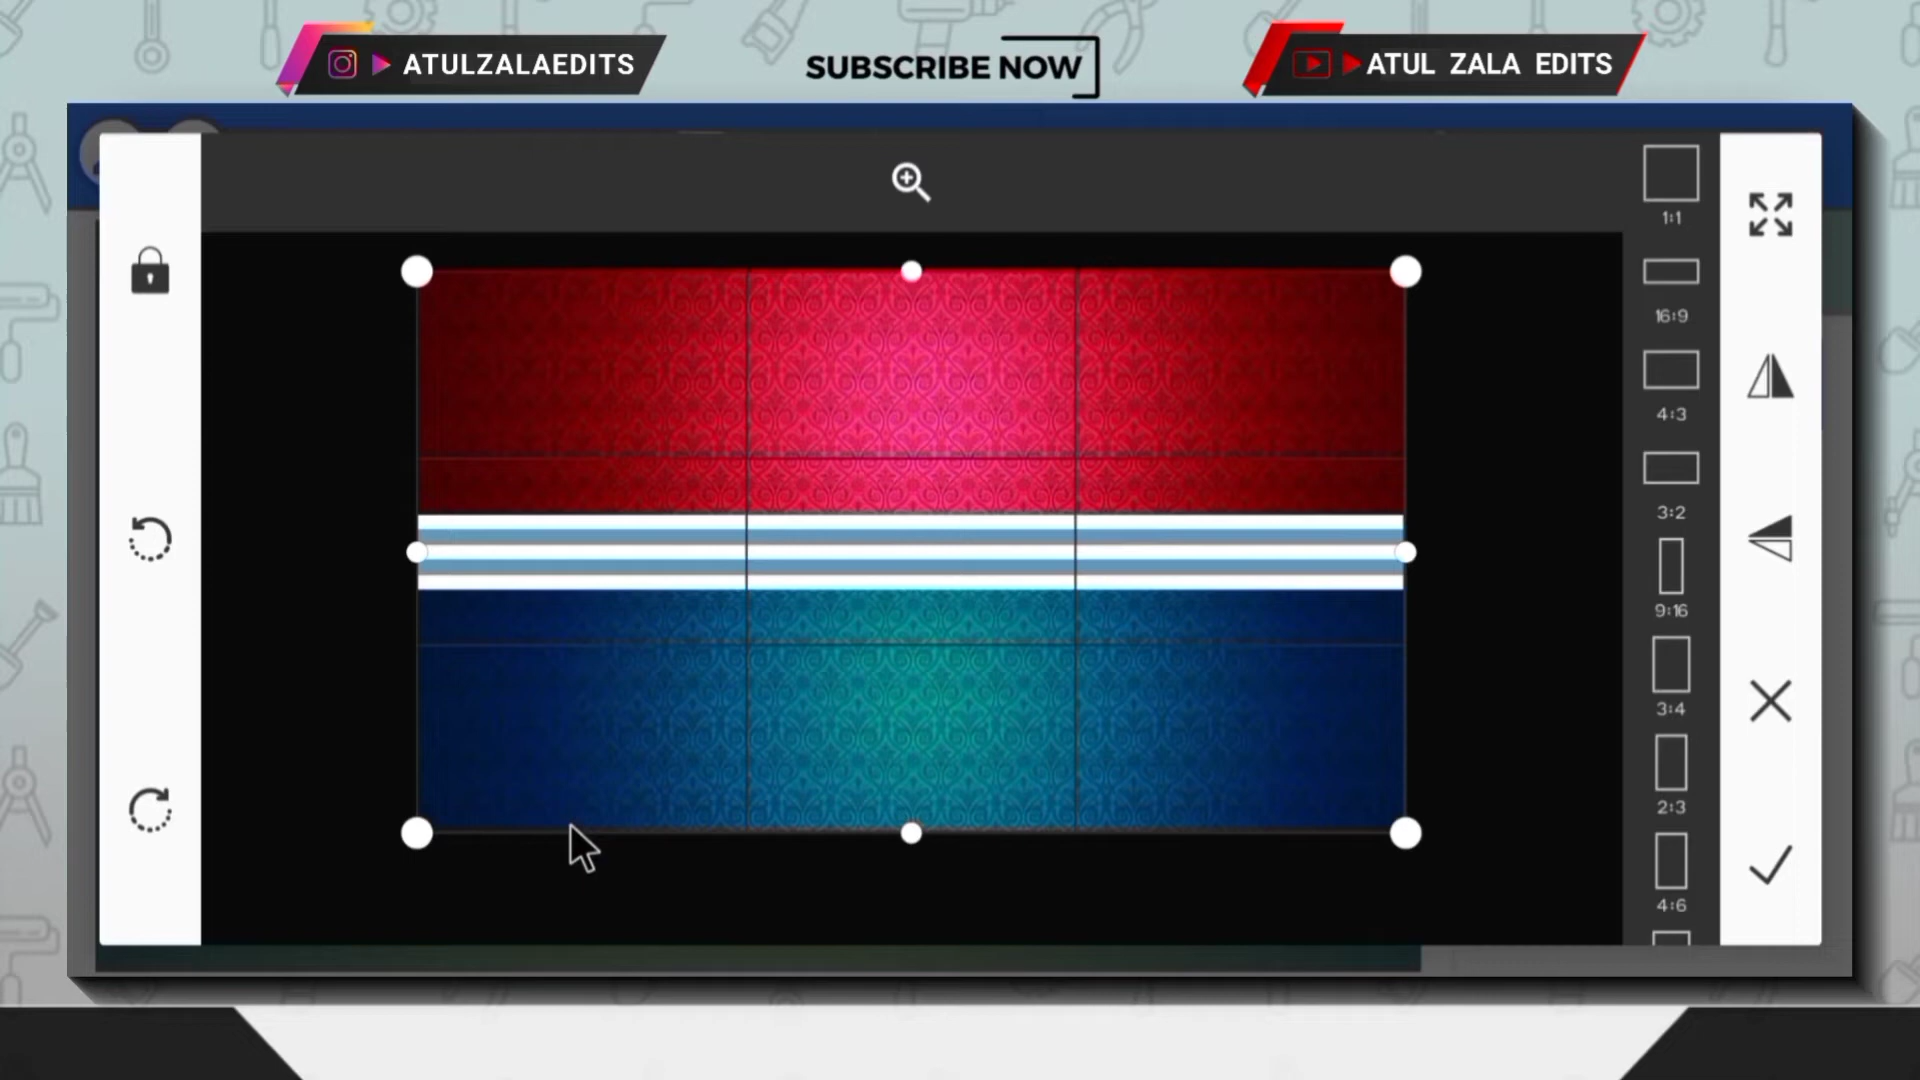 ATULZALAEDITS
SUBSCRIBE NOW
ATUL ZALA EDITS
1:1
16:9
4:3
3:2
9:16
3:4
2:3
4:6